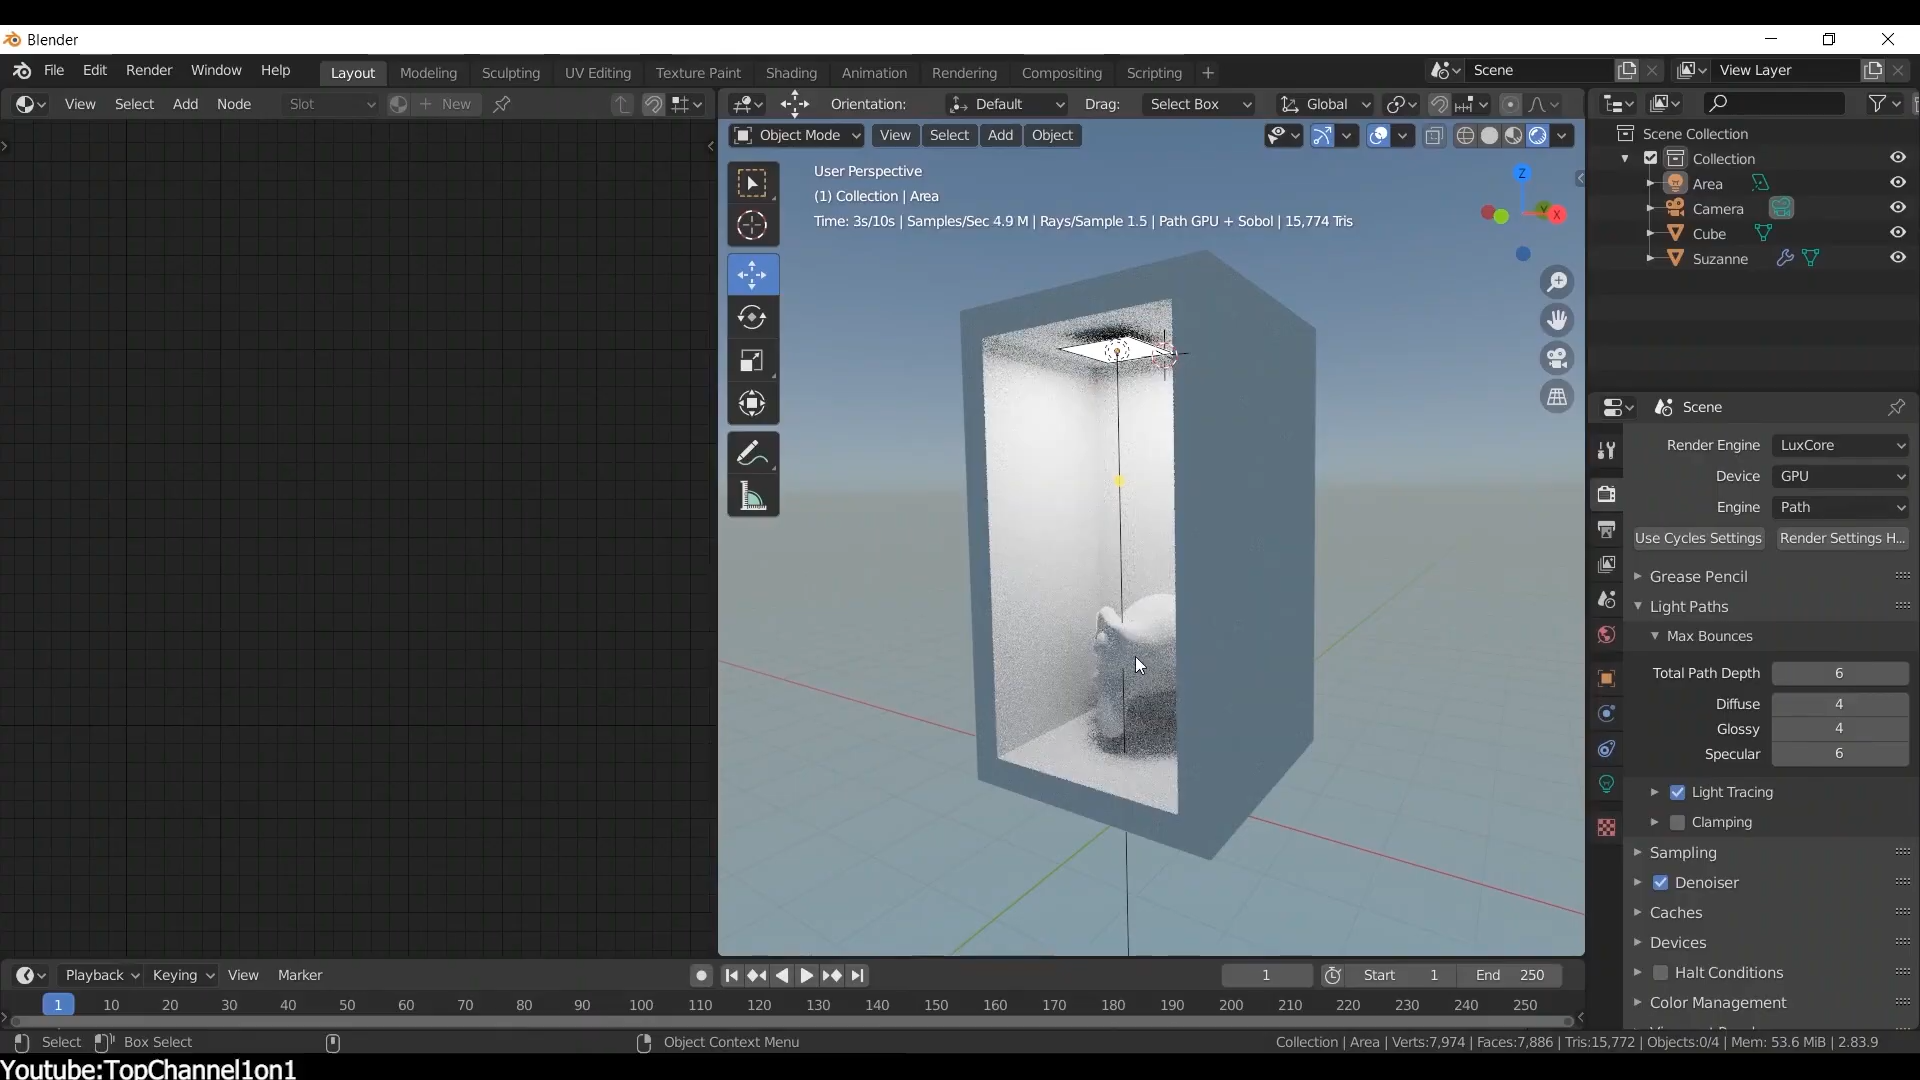 Blender
File Edit Render Window Help Layout Modeling Sculpting UV Editing Texture Paint Shading Animation Rendering Compositing Scripting + Scene View Layer
View Select Add Node Slot New Orientation: Default Drag: Select Box Global
Object Mode View Select Add Object
User Perspective
(1) Collection | Area
Time: 3s/10s | Samples/Sec 4.9 M | Rays/Sample 1.5 | Path GPU + Sobol | 15,774 Tris
Z
Y
X
Scene Collection
Collection
Area
Camera
Cube
Suzanne
Scene
Render Engine LuxCore
Device GPU
Engine Path
Use Cycles Settings Render Settings H...
Grease Pencil
Light Paths
Max Bounces
Total Path Depth 6
Diffuse 4
Glossy 4
Specular 6
Light Tracing
Clamping
Sampling
Denoiser
Caches
Devices
Halt Conditions
Color Management
Playback Keying View Marker 1 Start 1 End 250
1 10 20 30 40 50 60 70 80 90 100 110 120 130 140 150 160 170 180 190 200 210 220 230 240 250
Select Box Select Object Context Menu Collection | Area | Verts:7,974 | Faces:7,886 | Tris:15,772 | Objects:0/4 | Mem: 53.6 MiB | 2.83.9
Youtube:TopChannel1on1